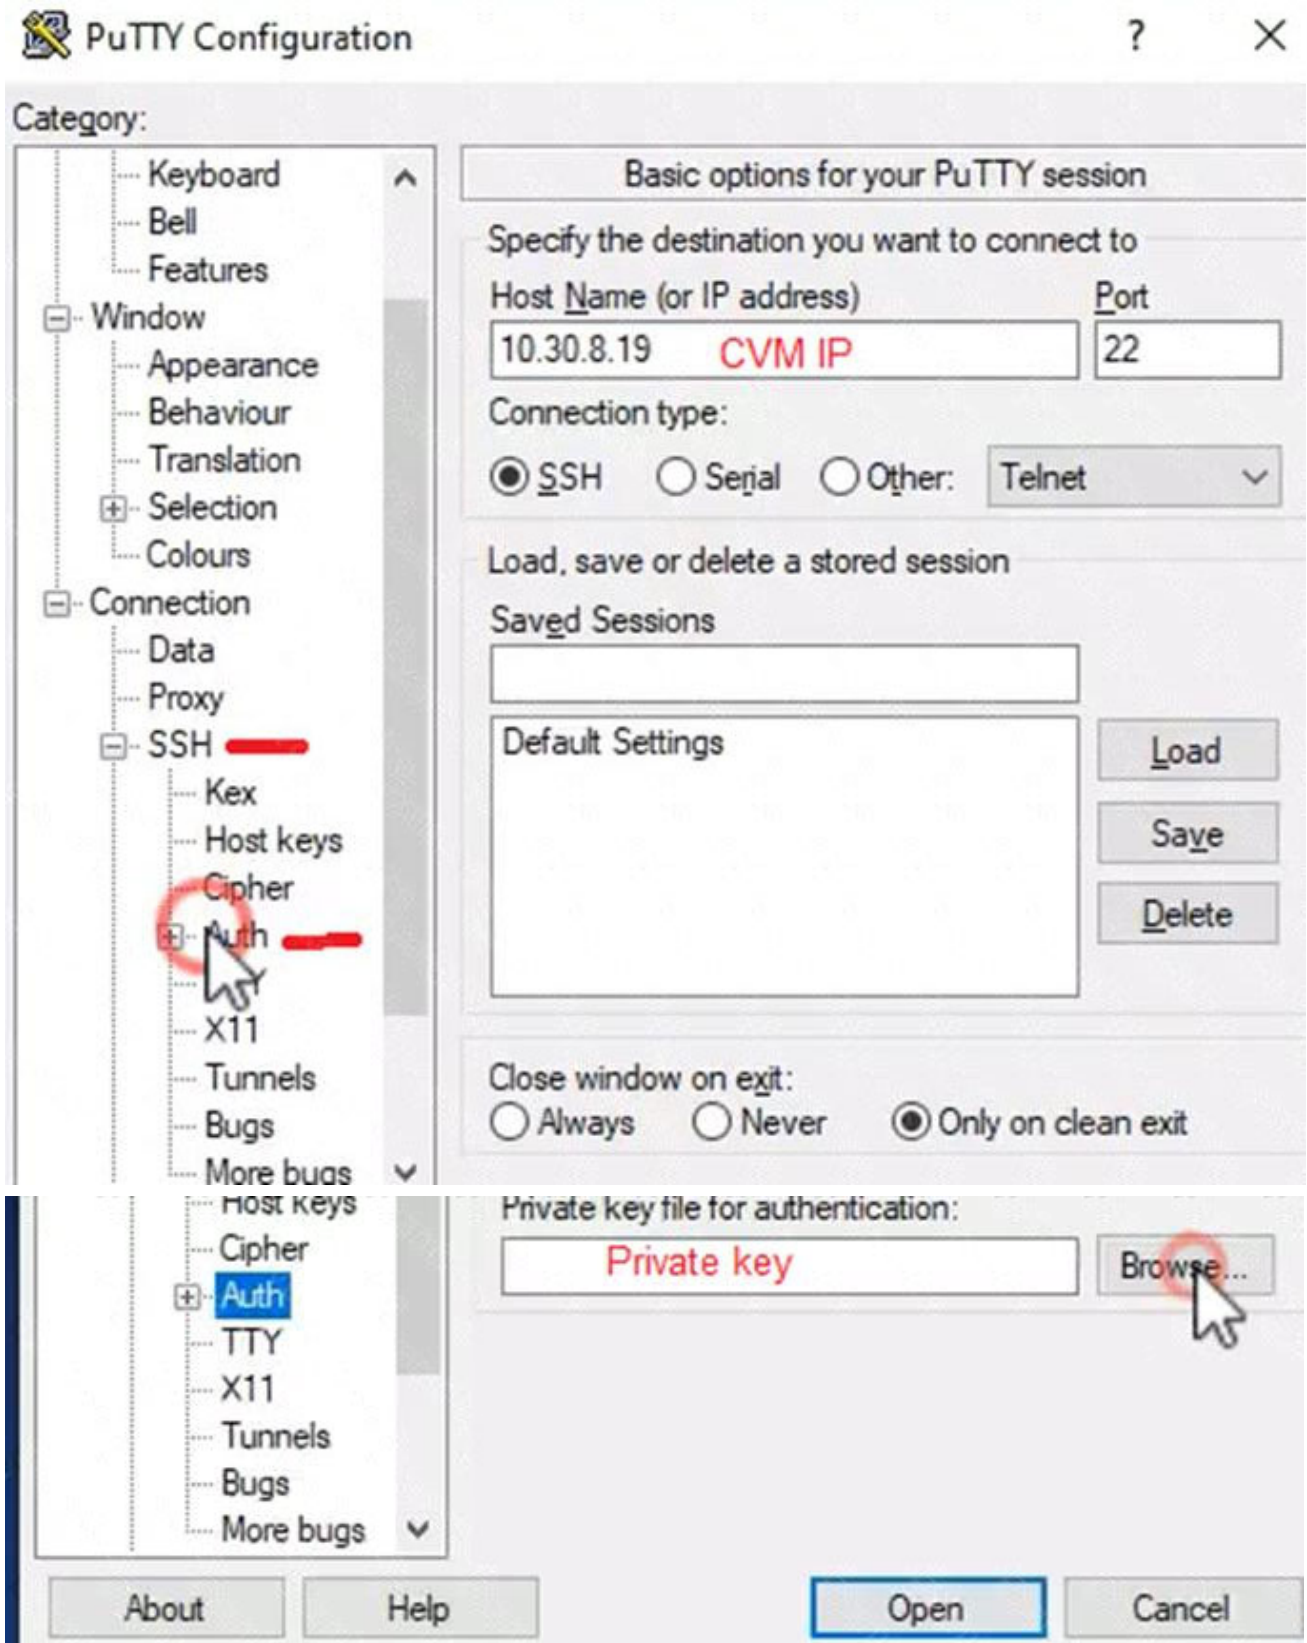 PuTTY Configuration
? ×
Category:
Keyboard
Bell
Features
Window
Appearance
Behaviour
Translation
Selection
Colours
Connection
Data
Proxy
SSH
Kex
Host keys
Cipher
Auth
X11
Tunnels
Bugs
More bugs
Basic options for your PuTTY session
Specify the destination you want to connect to
Host Name (or IP address) Port
10.30.8.19 CVM IP 22
Connection type:
SSH Serial Other: Telnet
Load, save or delete a stored session
Saved Sessions
Default Settings
Load
Save
Delete
Close window on exit:
Always Never Only on clean exit
Host keys
Cipher
Auth
TTY
X11
Tunnels
Bugs
More bugs
Private key file for authentication:
Private key Browse...
About Help Open Cancel